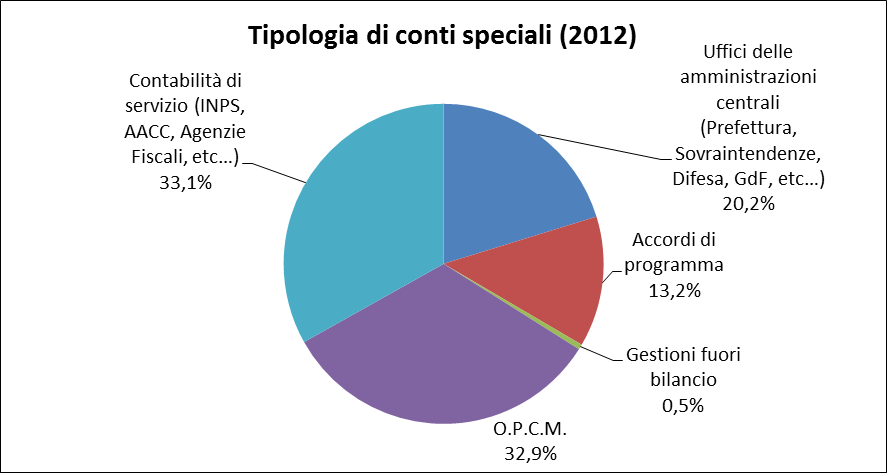 Tipologia di conti speciali (2012)
Contabilità di
servizio (INPS,
AACC, Agenzie
Fiscali, etc...)
33,1%
Uffici delle
amministrazioni
centrali
(Prefettura,
Sovraintendenze,
Difesa, GdF, etc...)
20,2%
Accordi di
programma
13,2%
Gestioni fuori
bilancio
0,5%
O.P.C.M.
32,9%